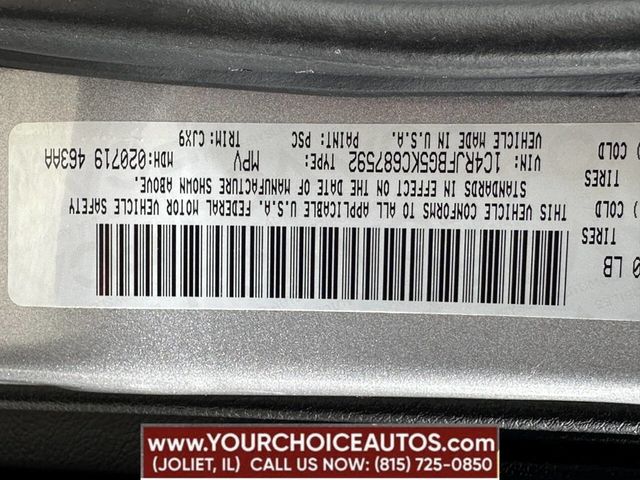 0 LB
TIRES
) COLD
TIRES
) COLD
THIS VEHICLE CONFORMS TO ALL APPLICABLE U.S.A. FEDERAL MOTOR VEHICLE SAFETY
STANDARDS IN EFFECT ON THE DATE OF MANUFACTURE SHOWN ABOVE.
VIN: 1C4RJFBG5KC687592 TYPE: MPV MDH:020719 463AA
VEHICLE MADE IN U.S.A. PAINT: PSC TRIM: CJX9
WWW.YOURCHOICEAUTOS.COM
(JOLIET, IL) CALL US NOW: (815) 725-0850